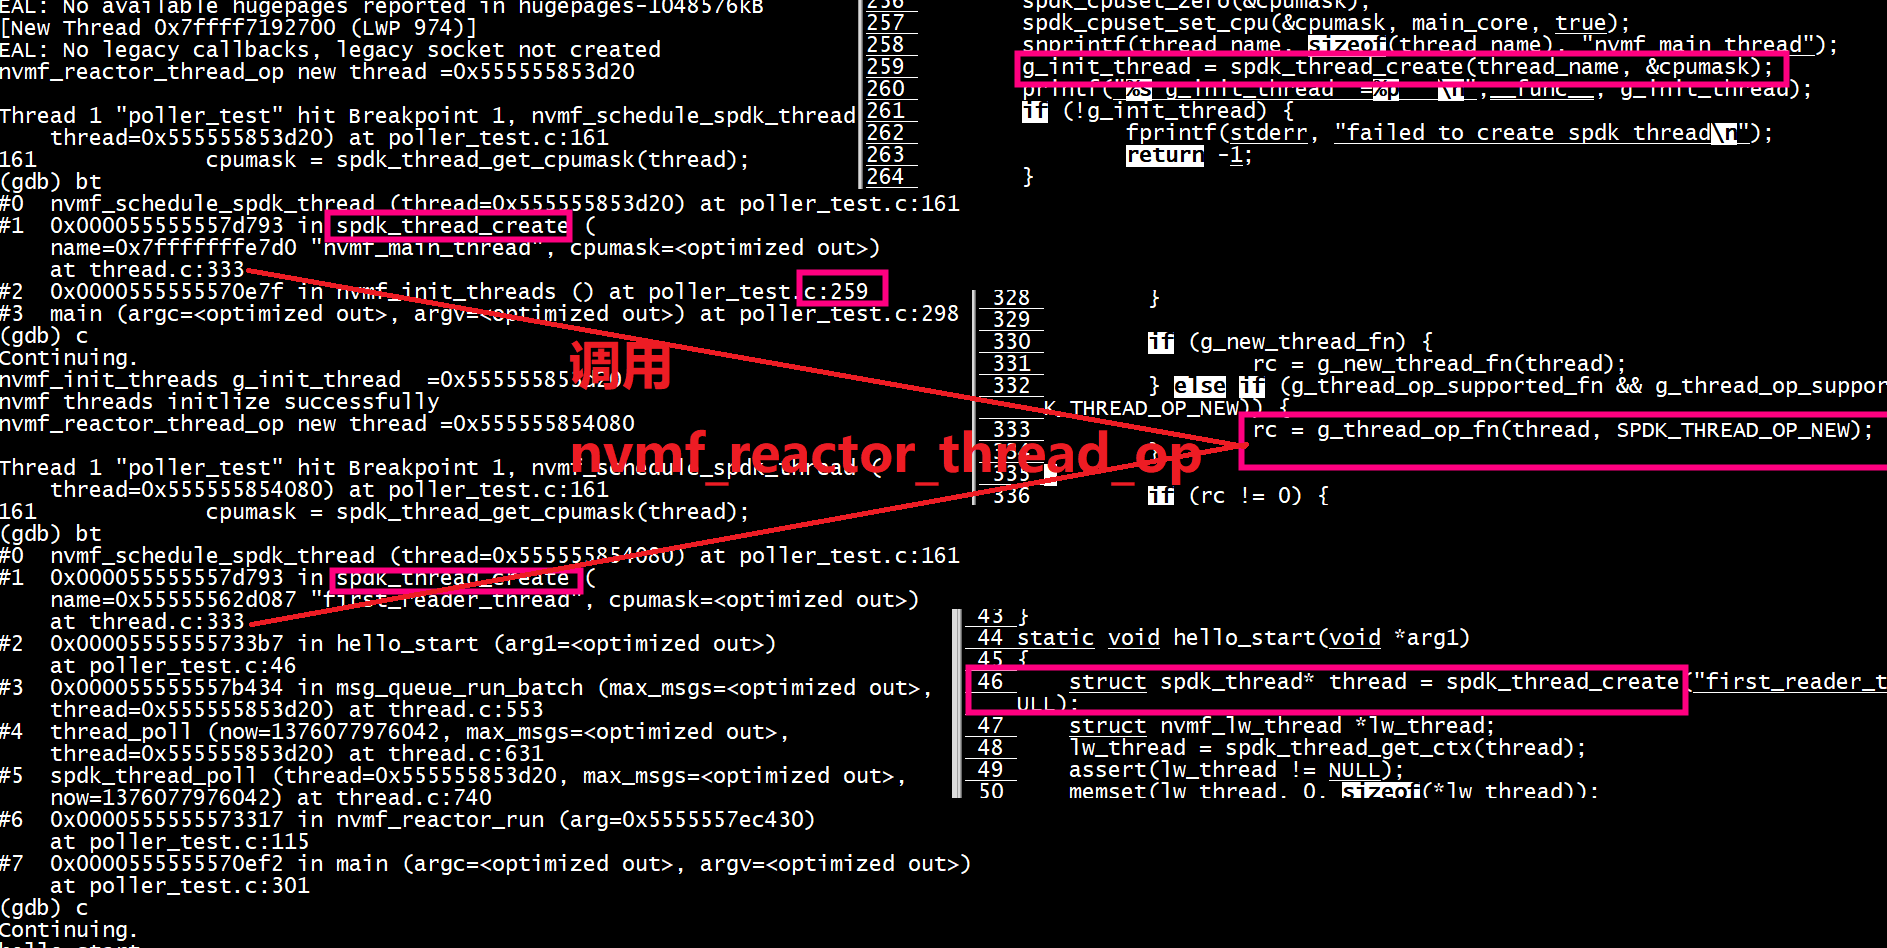 EAL: No available hugepages reported in hugepages-1048576kB
[New Thread 0x7ffff7192700 (LWP 974)]
EAL: No legacy callbacks, legacy socket not created
nvmf_reactor_thread_op new thread =0x555555853d20
Thread 1 "poller_test" hit Breakpoint 1, nvmf_schedule_spdk_thread
thread=0x555555853d20) at poller_test.c:161
161 cpumask = spdk_thread_get_cpumask(thread);
(gdb) bt
#0 nvmf_schedule_spdk_thread (thread=0x555555853d20) at poller_test.c:161
#1 0x000055555557d793 in spdk_thread_create (
name=0x7fffffffe7d0 "nvmf_main_thread", cpumask=<optimized out>)
at thread.c:333
#2 0x0000555555570e7f in nvmf_init_threads () at poller_test.c:259
#3 main (argc=<optimized out>, argv=<optimized out>) at poller_test.c:298
(gdb) c
Continuing.
nvmf_init_threads g_init_thread =0x555555853d20
nvmf threads initlize successfully
nvmf_reactor_thread_op new thread =0x555555854080
Thread 1 "poller_test" hit Breakpoint 1, nvmf_schedule_spdk_thread (
thread=0x555555854080) at poller_test.c:161
161 cpumask = spdk_thread_get_cpumask(thread);
(gdb) bt
#0 nvmf_schedule_spdk_thread (thread=0x555555854080) at poller_test.c:161
#1 0x000055555557d793 in spdk_thread_create (
name=0x55555562d087 "first_reader_thread", cpumask=<optimized out>)
at thread.c:333
#2 0x00005555555733b7 in hello_start (arg1=<optimized out>)
at poller_test.c:46
#3 0x000055555557b434 in msg_queue_run_batch (max_msgs=<optimized out>,
thread=0x555555853d20) at thread.c:553
#4 thread_poll (now=1376077976042, max_msgs=<optimized out>,
thread=0x555555853d20) at thread.c:631
#5 spdk_thread_poll (thread=0x555555853d20, max_msgs=<optimized out>,
now=1376077976042) at thread.c:740
#6 0x0000555555573317 in nvmf_reactor_run (arg=0x5555557ec430)
at poller_test.c:115
#7 0x0000555555570ef2 in main (argc=<optimized out>, argv=<optimized out>)
at poller_test.c:301
(gdb) c
Continuing.
hello start
256 spdk_cpuset_zero(&cpumask);
257 spdk_cpuset_set_cpu(&cpumask, main_core, true);
258 snprintf(thread_name, sizeof(thread_name), "nvmf_main_thread");
259 g_init_thread = spdk_thread_create(thread_name, &cpumask);
260 printf("%s g_init_thread =%p \n",__func__, g_init_thread);
261 if (!g_init_thread) {
262 fprintf(stderr, "failed to create spdk thread\n");
263 return -1;
264 }
328 }
329
330 if (g_new_thread_fn) {
331 rc = g_new_thread_fn(thread);
332 } else if (g_thread_op_supported_fn && g_thread_op_suppor
K_THREAD_OP_NEW)) {
333 rc = g_thread_op_fn(thread, SPDK_THREAD_OP_NEW);
334 }
335
336 if (rc != 0) {
调用
nvmf_reactor_thread_op
43 }
44 static void hello_start(void *arg1)
45 {
46 struct spdk_thread* thread = spdk_thread_create("first_reader_t
ULL);
47 struct nvmf_lw_thread *lw_thread;
48 lw_thread = spdk_thread_get_ctx(thread);
49 assert(lw_thread != NULL);
50 memset(lw_thread, 0, sizeof(*lw_thread));